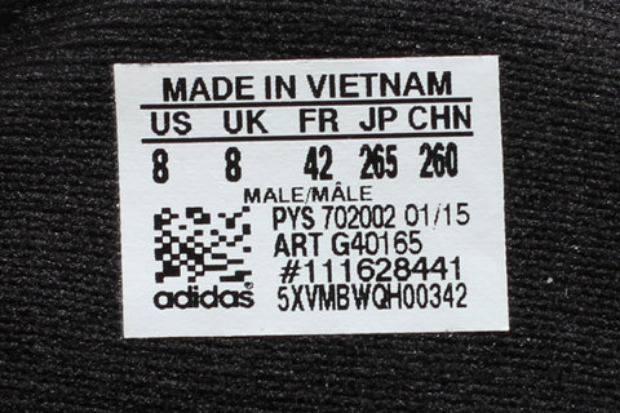 MADE IN VIETNAM
US UK FR JP CHN
8 8 42 265 260
MALE/MÂLE
PYS 702002 01/15
ART G40165
#111628441
adidas 5XVMBWQH00342